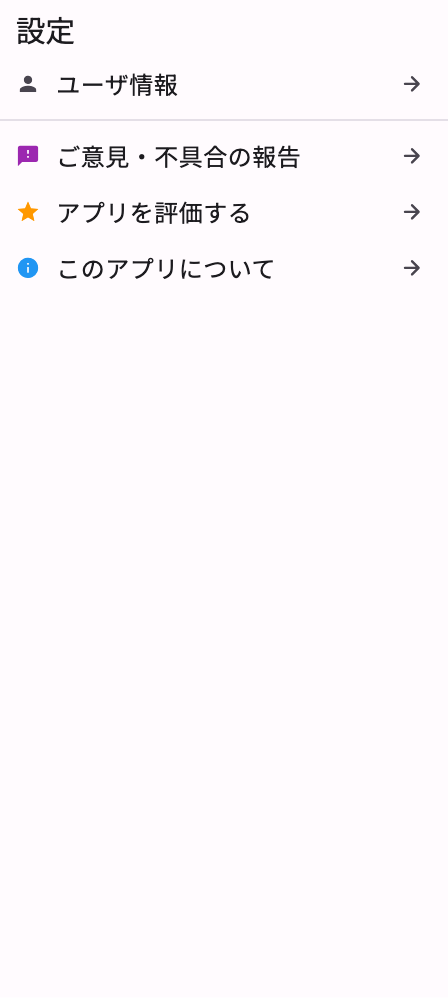 設定
ユーザ情報
ご意見・不具合の報告
アプリを評価する
このアプリについて